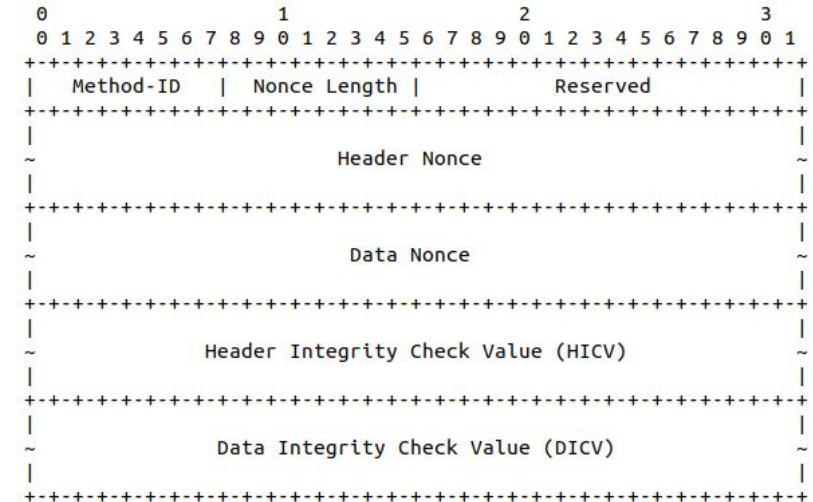 0                   1                   2                   3
 0 1 2 3 4 5 6 7 8 9 0 1 2 3 4 5 6 7 8 9 0 1 2 3 4 5 6 7 8 9 0 1
+-+-+-+-+-+-+-+-+-+-+-+-+-+-+-+-+-+-+-+-+-+-+-+-+-+-+-+-+-+-+-+-+
|   Method-ID   |  Nonce Length |           Reserved            |
+-+-+-+-+-+-+-+-+-+-+-+-+-+-+-+-+-+-+-+-+-+-+-+-+-+-+-+-+-+-+-+-+
|                                                               |
~                         Header Nonce                          ~
|                                                               |
+-+-+-+-+-+-+-+-+-+-+-+-+-+-+-+-+-+-+-+-+-+-+-+-+-+-+-+-+-+-+-+-+
|                                                               |
~                          Data Nonce                           ~
|                                                               |
+-+-+-+-+-+-+-+-+-+-+-+-+-+-+-+-+-+-+-+-+-+-+-+-+-+-+-+-+-+-+-+-+
|                                                               |
~              Header Integrity Check Value (HICV)              ~
|                                                               |
+-+-+-+-+-+-+-+-+-+-+-+-+-+-+-+-+-+-+-+-+-+-+-+-+-+-+-+-+-+-+-+-+
|                                                               |
~               Data Integrity Check Value (DICV)               ~
|                                                               |
+-+-+-+-+-+-+-+-+-+-+-+-+-+-+-+-+-+-+-+-+-+-+-+-+-+-+-+-+-+-+-+-+